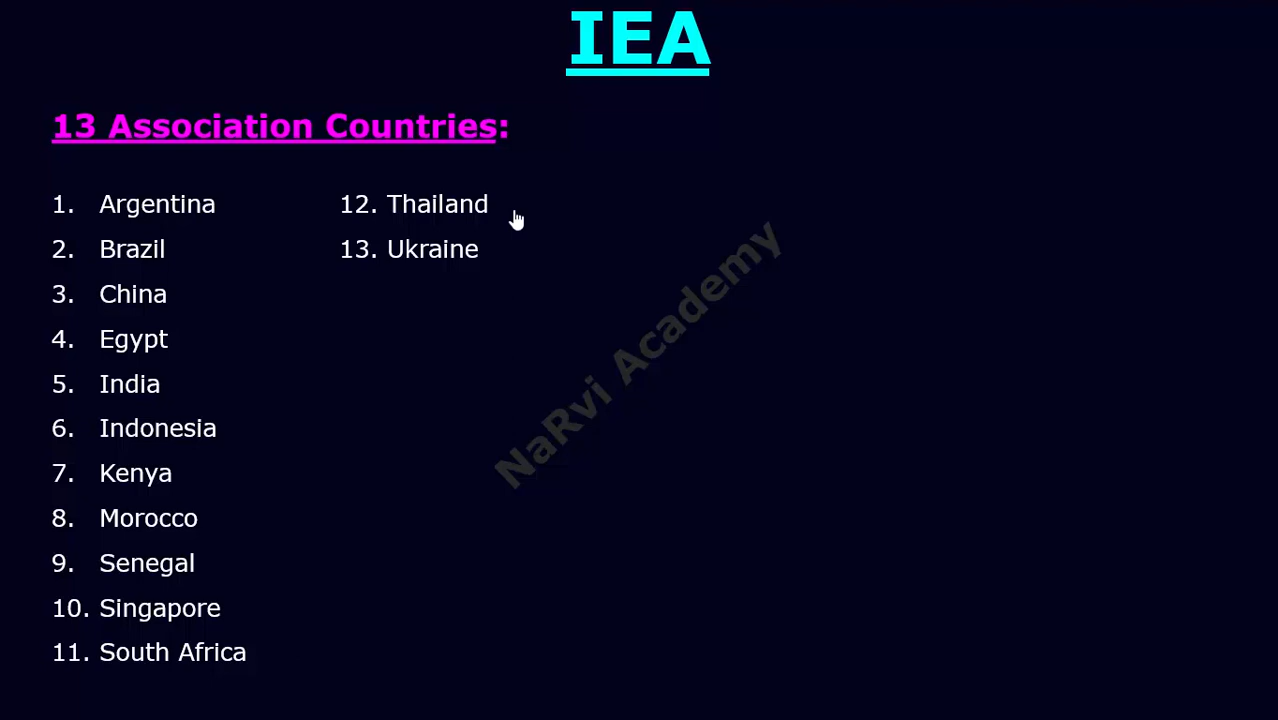 IEA
13 Association Countries:
1. Argentina
2. Brazil
3. China
4. Egypt
5. India
6. Indonesia
7. Kenya
8. Morocco
9. Senegal
10. Singapore
11. South Africa
12. Thailand
13. Ukraine
NaRvi Academy